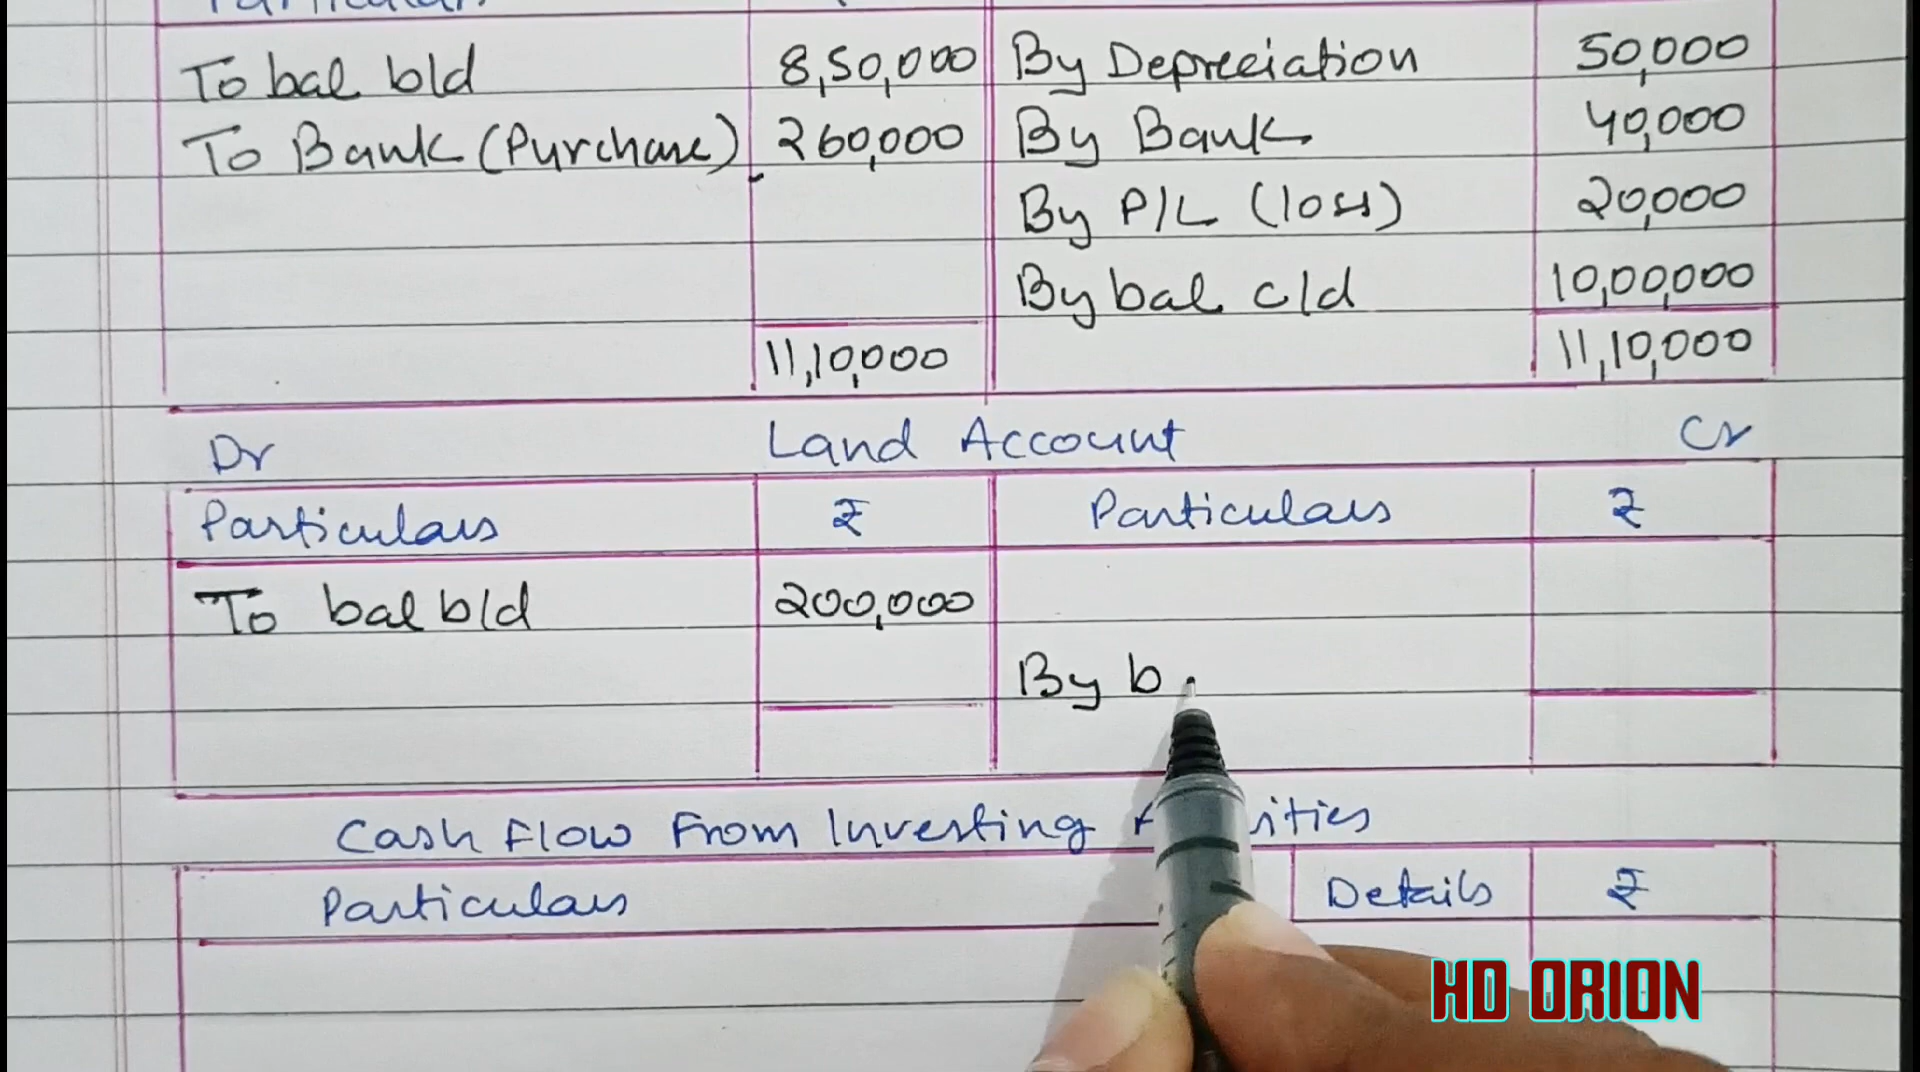 To bal b/d 8,50,000 By Depreciation 50,000
To Bank (Purchase) 260,000 By Bank 40,000
By P/L (loss) 20,000
By bal c/d 10,00,000
11,10,000 11,10,000
Dr Land Account Cr
Particulars ₹ Particulars ₹
To bal b/d 200,000
By b
Cash Flow From Investing
Particulars Details ₹
HD ORION